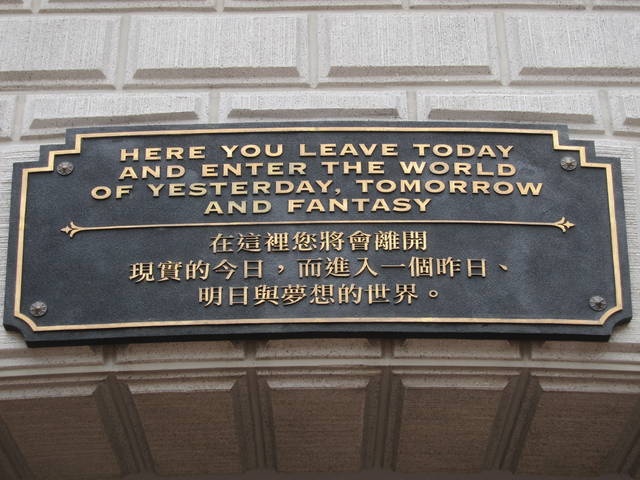 HERE YOU LEAVE TODAY
AND ENTER THE WORLD
OF YESTERDAY, TOMORROW
AND FANTASY
在這裡您將會離開
現實的今日，而進入一個昨日、
明日與夢想的世界。